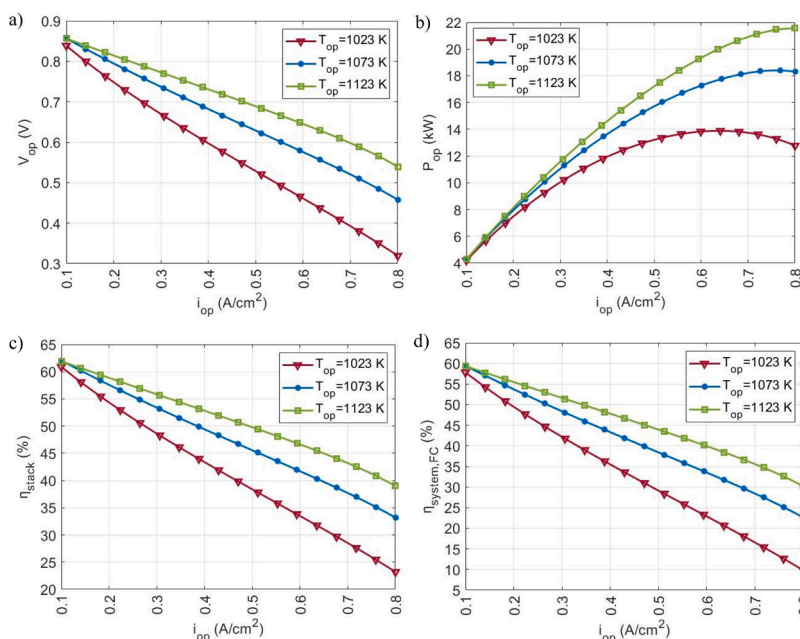 a)
0.9
0.8
0.7
0.6
0.5
0.4
0.3
V_op (V)
T_op=1023 K
T_op=1073 K
T_op=1123 K
0.1 0.2 0.3 0.4 0.5 0.6 0.7 0.8
i_op (A/cm²)
b)
22
20
18
16
14
12
10
8
6
4
P_op (kW)
T_op=1023 K
T_op=1073 K
T_op=1123 K
0.1 0.2 0.3 0.4 0.5 0.6 0.7 0.8
i_op (A/cm²)
c)
65
60
55
50
45
40
35
30
25
20
η_stack (%)
T_op=1023 K
T_op=1073 K
T_op=1123 K
0.1 0.2 0.3 0.4 0.5 0.6 0.7 0.8
i_op (A/cm²)
d)
65
60
55
50
45
40
35
30
25
20
15
10
5
η_system,FC (%)
T_op=1023 K
T_op=1073 K
T_op=1123 K
0.1 0.2 0.3 0.4 0.5 0.6 0.7 0.8
i_op (A/cm²)